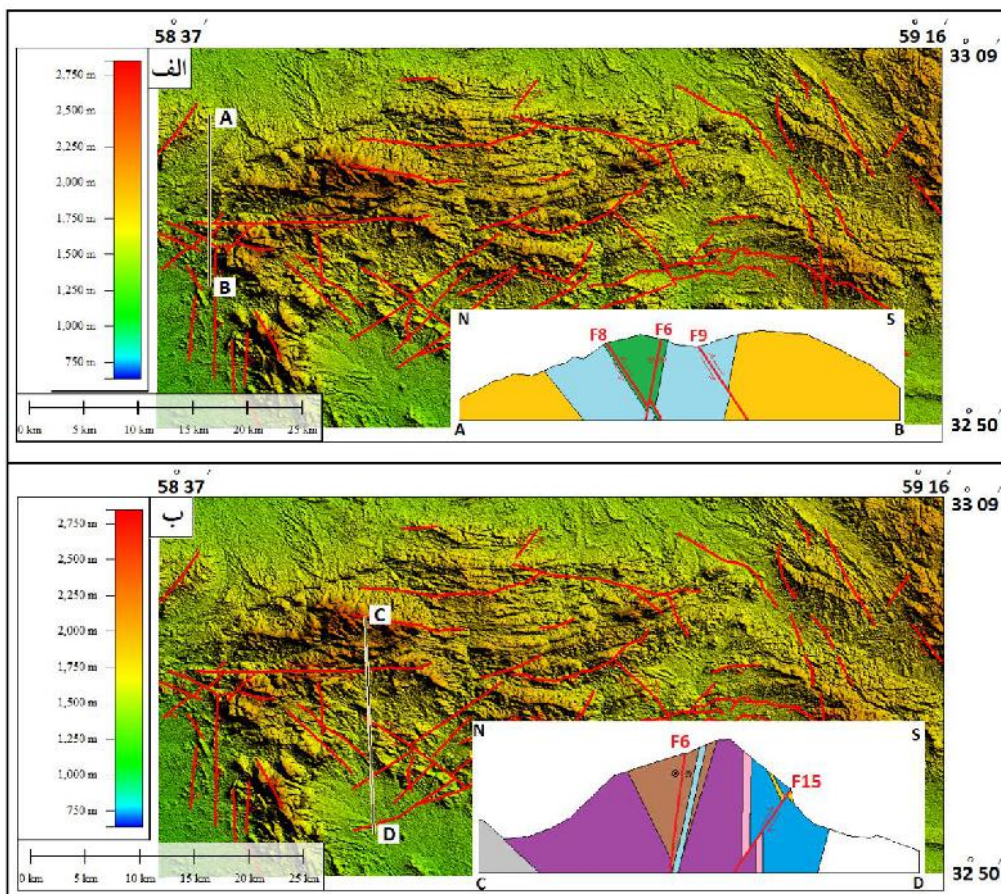 58 37
59 16
33 09
2,750 m
2,500 m
2,250 m
2,000 m
1,750 m
1,500 m
1,250 m
1,000 m
750 m
الف
A
B
N
S
F8
F6
F9
A
B
0 km
5 km
10 km
15 km
20 km
25 km
32 50
58 37
59 16
33 09
2,750 m
2,500 m
2,250 m
2,000 m
1,750 m
1,500 m
1,250 m
1,000 m
750 m
ب
C
D
N
S
F6
F15
C
D
0 km
5 km
10 km
15 km
20 km
25 km
32 50